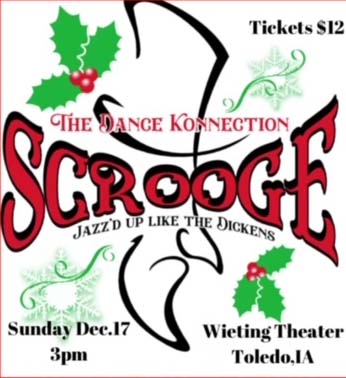 Tickets $12
The Dance Konnection
SCROOGE
Jazz'd up like the Dickens
Sunday Dec.17
3pm
Wieting Theater
Toledo,IA